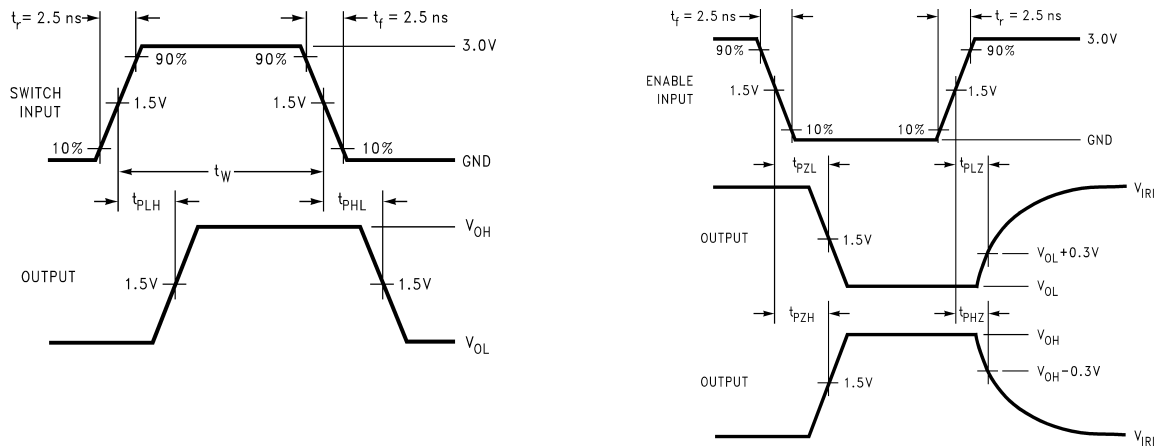 tr = 2.5 ns
tf = 2.5 ns
3.0V
90%
90%
SWITCH
INPUT
1.5V
1.5V
10%
10%
GND
tW
tPLH
tPHL
VOH
OUTPUT
1.5V
1.5V
VOL
tf = 2.5 ns
tr = 2.5 ns
3.0V
90%
90%
ENABLE
INPUT
1.5V
1.5V
10%
10%
GND
tPZL
tPLZ
VIRI
OUTPUT
1.5V
VOL+0.3V
VOL
tPZH
tPHZ
VOH
OUTPUT
1.5V
VOH−0.3V
VIRI